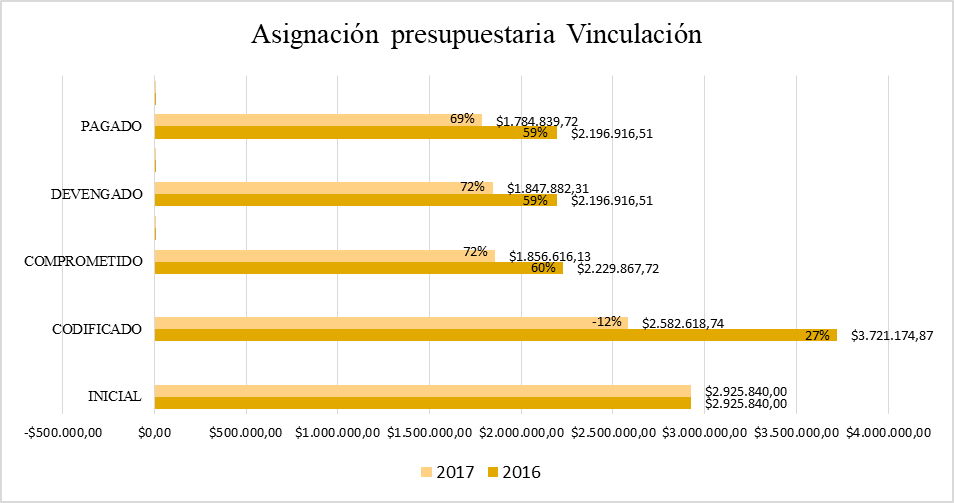 Asignación presupuestaria Vinculación
PAGADO
69%
$1.784.839,72
59%
$2.196.916,51
DEVENGADO
72%
$1.847.882,31
59%
$2.196.916,51
COMPROMETIDO
72%
$1.856.616,13
60%
$2.229.867,72
CODIFICADO
-12%
$2.582.618,74
27%
$3.721.174,87
INICIAL
$2.925.840,00
$2.925.840,00
-$500.000,00 $0,00 $500.000,00 $1.000.000,00 $1.500.000,00 $2.000.000,00 $2.500.000,00 $3.000.000,00 $3.500.000,00 $4.000.000,00
2017 2016